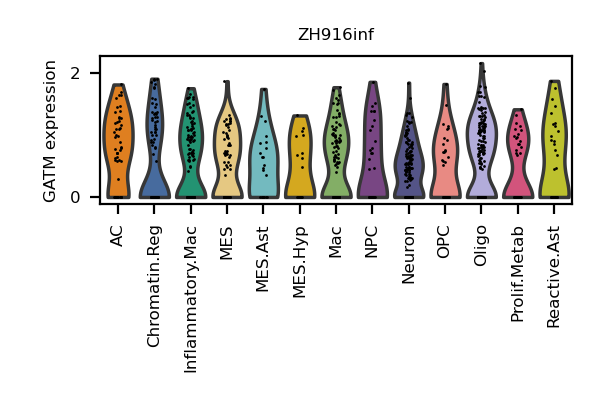 ZH916inf
GATM expression
2
0
AC
Chromatin.Reg
Inflammatory.Mac
MES
MES.Ast
MES.Hyp
Mac
NPC
Neuron
OPC
Oligo
Prolif.Metab
Reactive.Ast